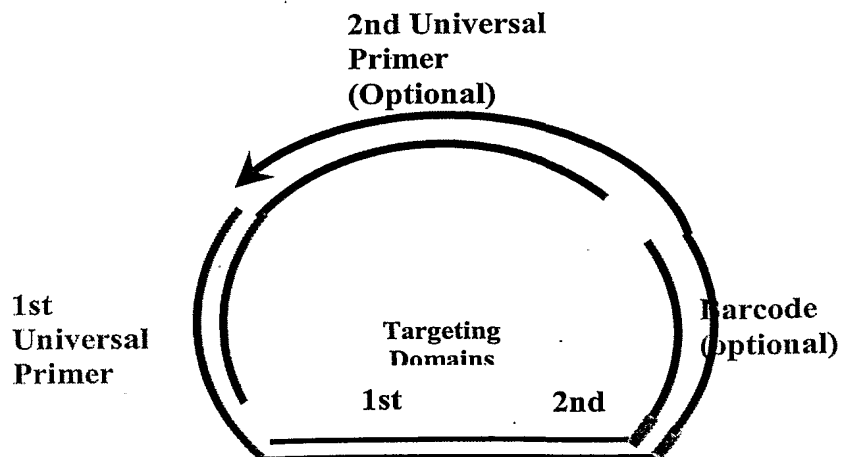 2nd Universal
Primer
(Optional)
1st
Universal
Primer
Targeting
Domains
1st
2nd
Barcode
(optional)